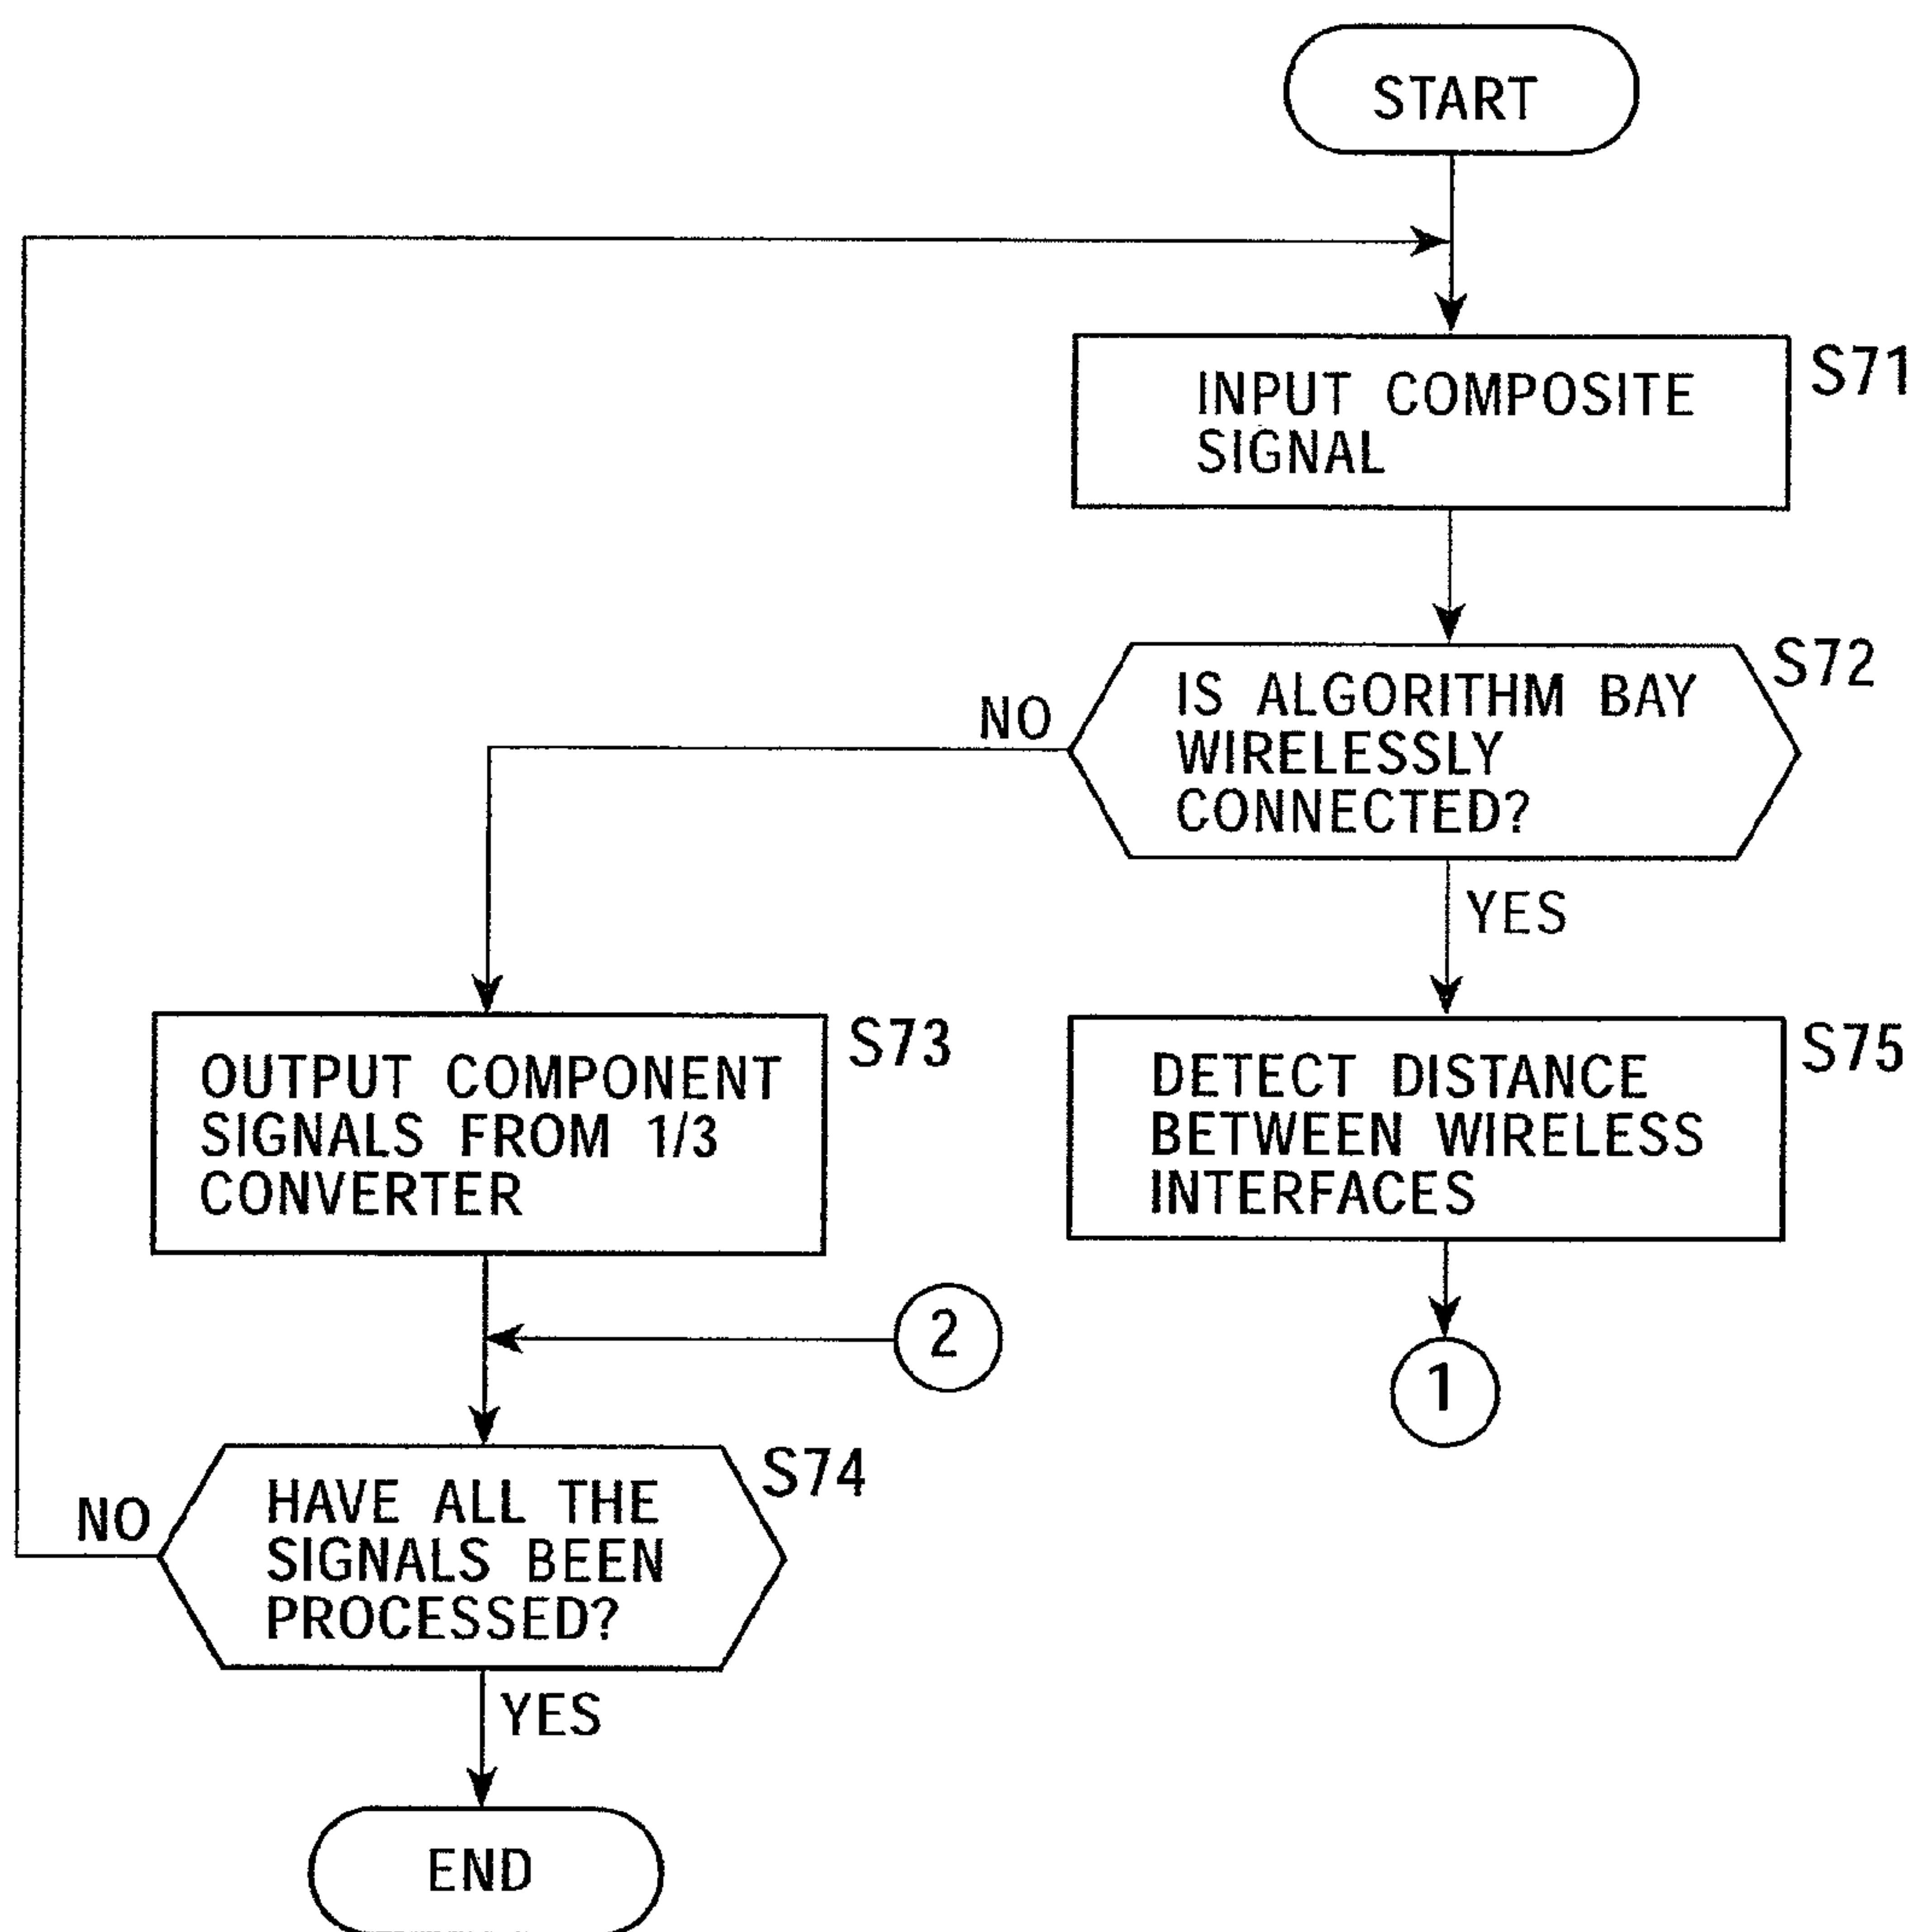 START
INPUT COMPOSITE
SIGNAL
S71
IS ALGORITHM BAY
WIRELESSLY
CONNECTED?
S72
NO
YES
OUTPUT COMPONENT
SIGNALS FROM 1/3
CONVERTER
S73
DETECT DISTANCE
BETWEEN WIRELESS
INTERFACES
S75
2
1
HAVE ALL THE
SIGNALS BEEN
PROCESSED?
S74
NO
YES
END